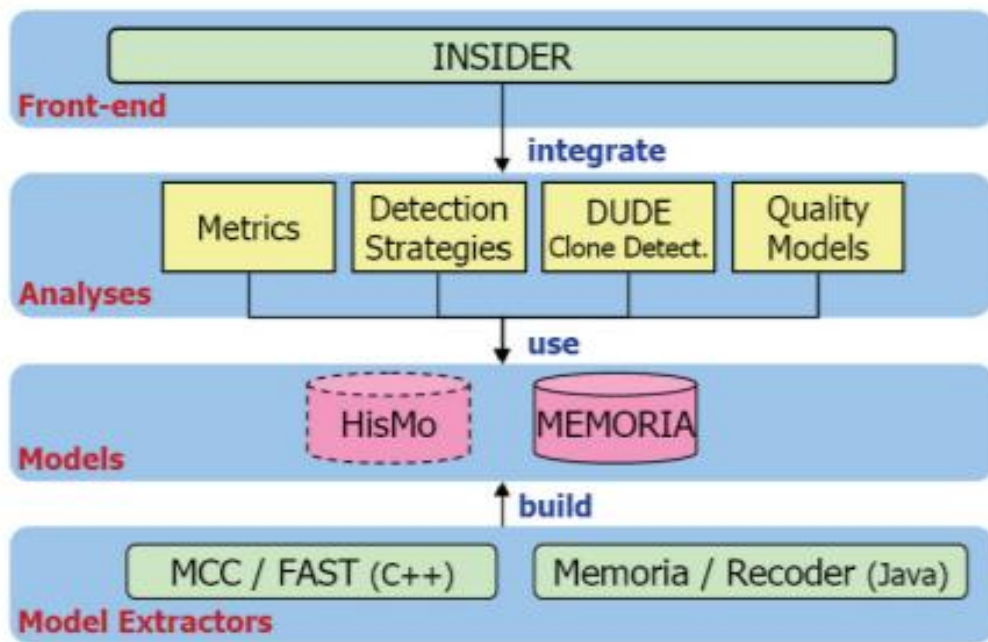 INSIDER
Front-end
integrate
Metrics
Detection
Strategies
DUDE
Clone Detect.
Quality
Models
Analyses
use
HisMo
MEMORIA
Models
build
MCC / FAST (C++)
Memoria / Recoder (Java)
Model Extractors